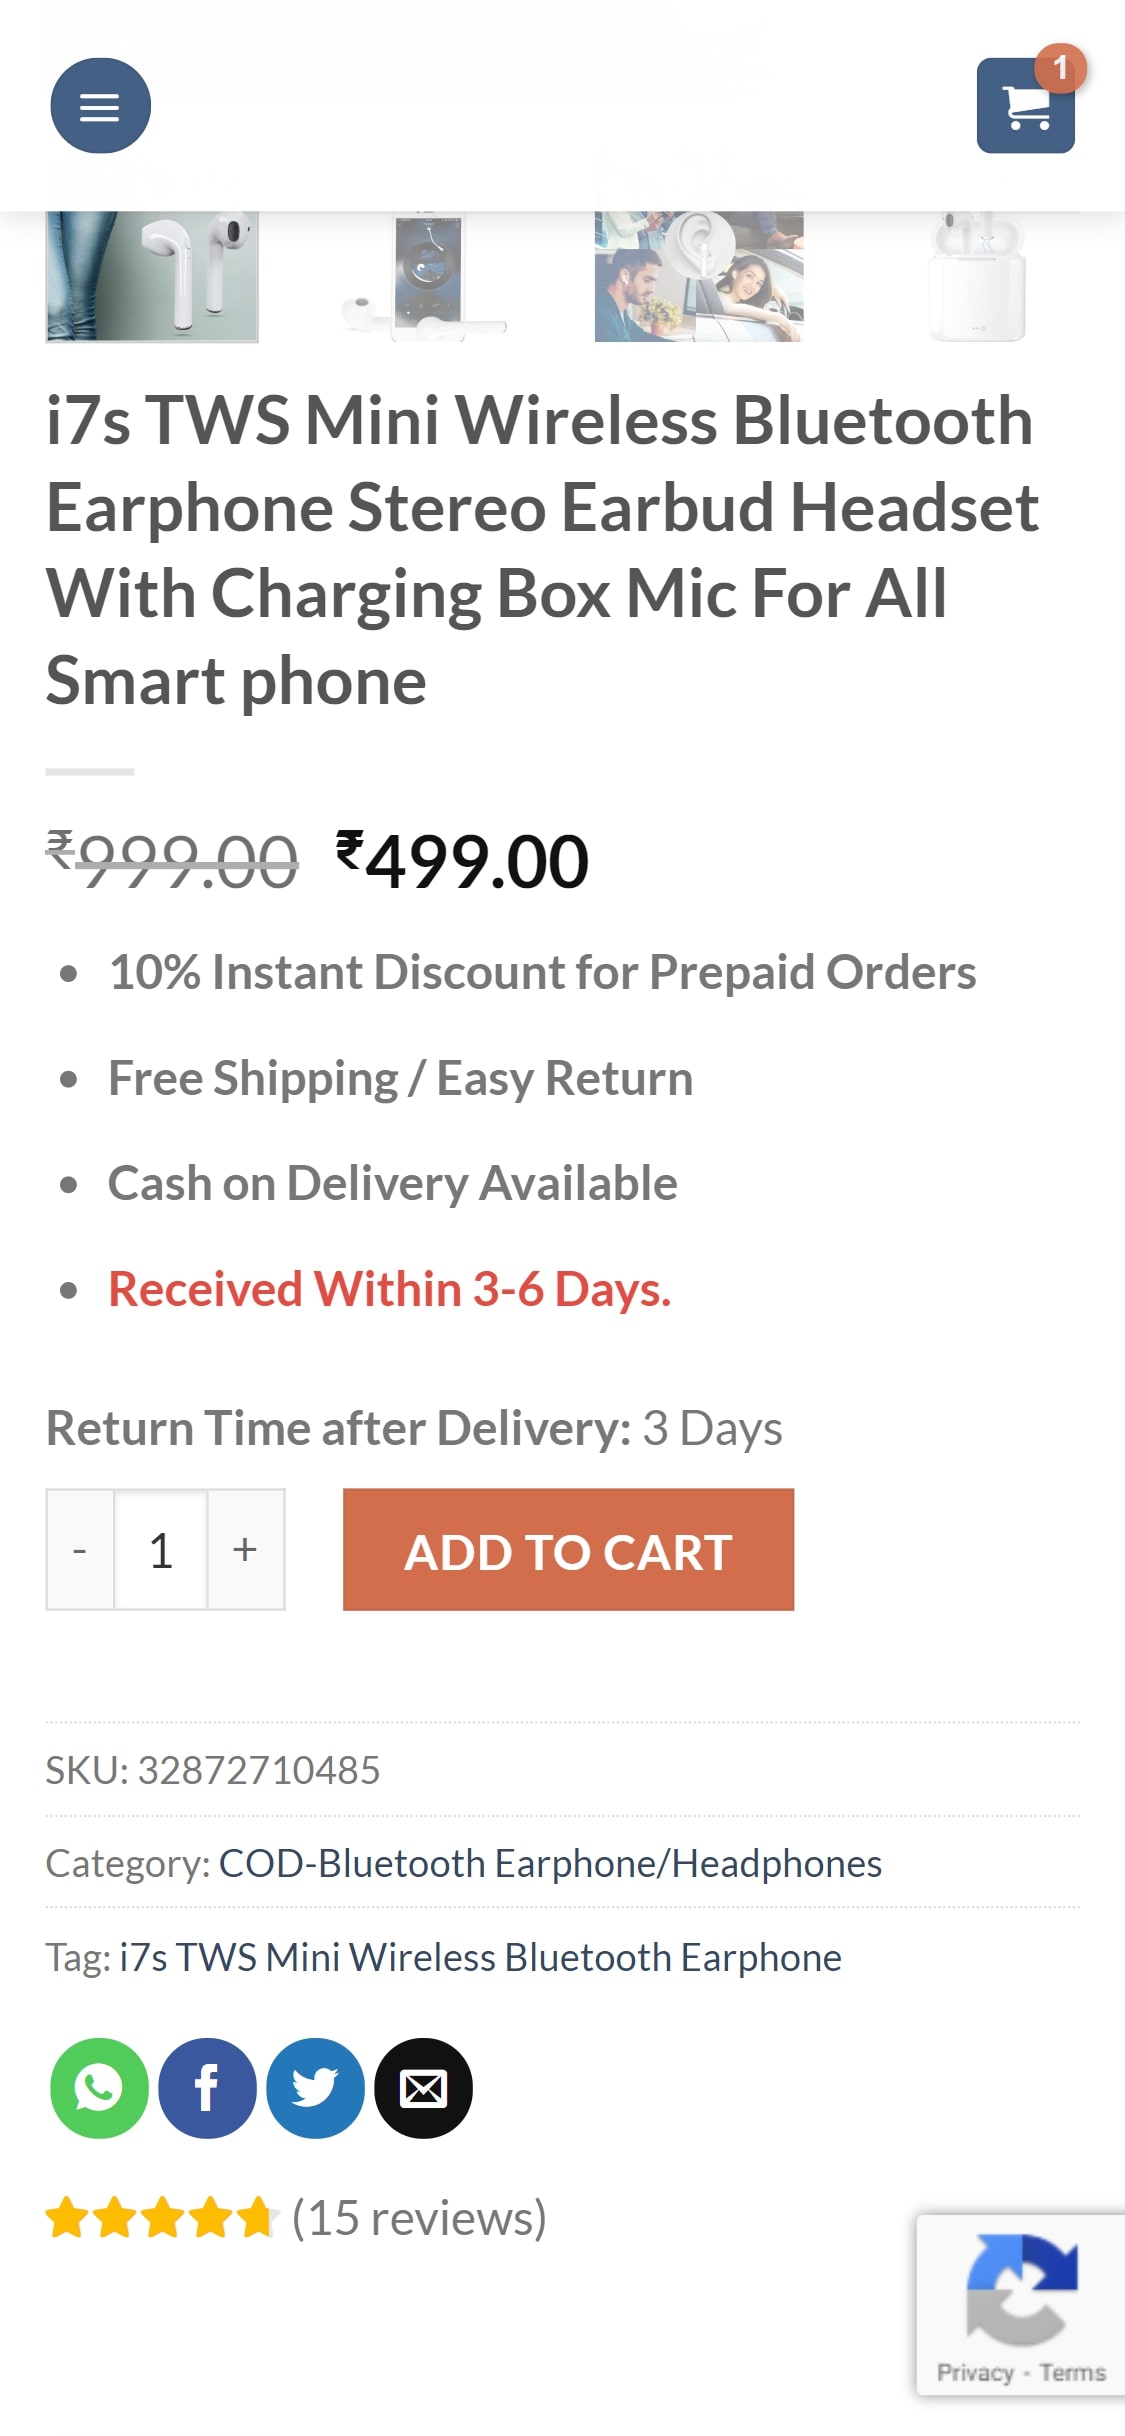 1
i7s TWS Mini Wireless Bluetooth
Earphone Stereo Earbud Headset
With Charging Box Mic For All
Smart phone
₹999.00 ₹499.00
• 10% Instant Discount for Prepaid Orders
• Free Shipping / Easy Return
• Cash on Delivery Available
• Received Within 3-6 Days.
Return Time after Delivery: 3 Days
- 1 + ADD TO CART
SKU: 32872710485
Category: COD-Bluetooth Earphone/Headphones
Tag: i7s TWS Mini Wireless Bluetooth Earphone
(15 reviews)
Privacy - Terms